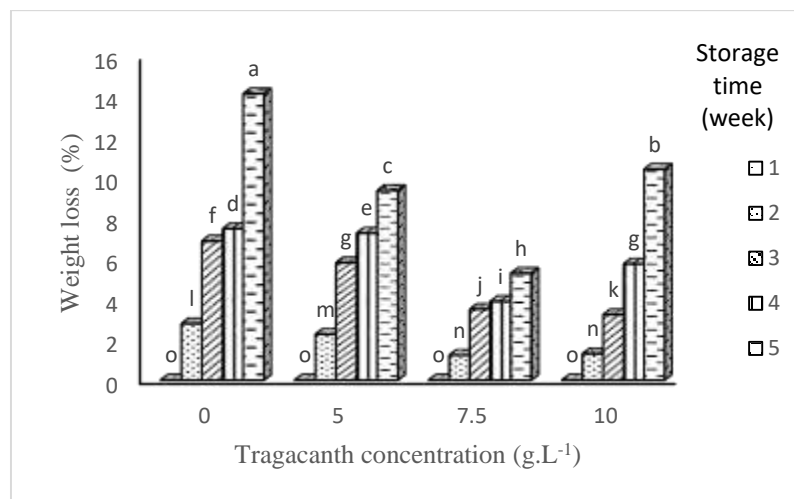 Storage
time
(week)
1
2
3
4
5
Weight loss (%)
16
14
12
10
8
6
4
2
0
o l f d a
o m g e c
o n j i h
o n k g b
0 5 7.5 10
Tragacanth concentration (g.L⁻¹)